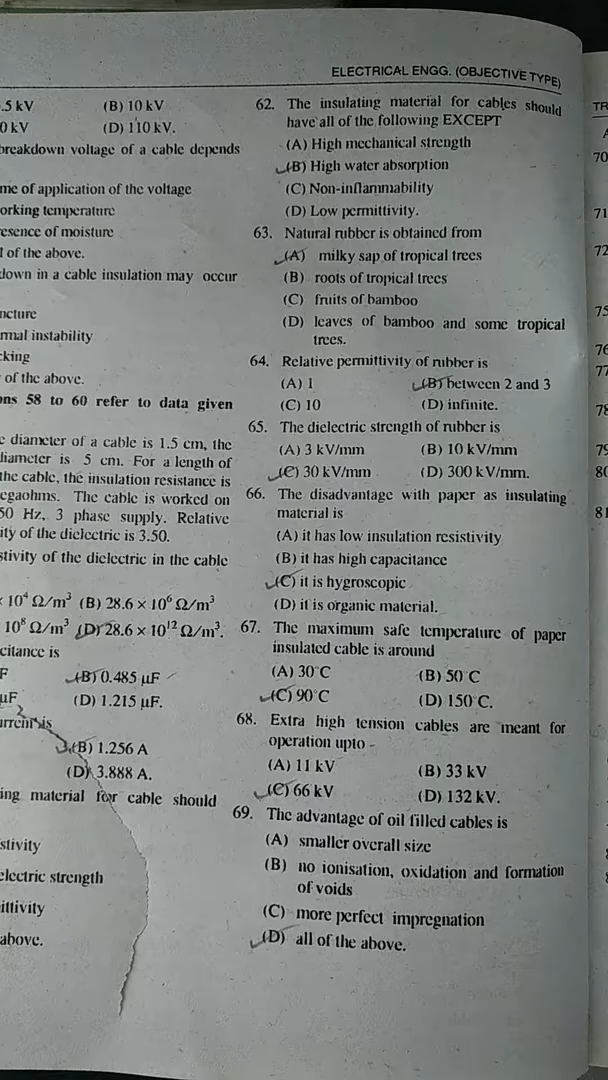 ELECTRICAL ENGG. (OBJECTIVE TYPE)
.5 kV (B) 10 kV
0 kV (D) 110 kV.
breakdown voltage of a cable depends
me of application of the voltage
orking temperature
esence of moisture
l of the above.
down in a cable insulation may occur
ncture
rmal instability
cking
of the above.
ons 58 to 60 refer to data given
e diameter of a cable is 1.5 cm, the
diameter is 5 cm. For a length of
the cable, the insulation resistance is
egaohms. The cable is worked on
50 Hz, 3 phase supply. Relative
ity of the dielectric is 3.50.
stivity of the dielectric in the cable
× 10⁴ Ω/m³ (B) 28.6 × 10⁶ Ω/m³
10⁸ Ω/m³ (D) 28.6 × 10¹² Ω/m³.
citance is
F (B) 0.485 µF
µF (D) 1.215 µF.
urrent is
(B) 1.256 A
(D) 3.888 A.
ing material for cable should
stivity
electric strength
ittivity
above.
62. The insulating material for cables should
have all of the following EXCEPT
(A) High mechanical strength
(B) High water absorption
(C) Non-inflammability
(D) Low permittivity.
63. Natural rubber is obtained from
(A) milky sap of tropical trees
(B) roots of tropical trees
(C) fruits of bamboo
(D) leaves of bamboo and some tropical
trees.
64. Relative permittivity of rubber is
(A) 1 (B) between 2 and 3
(C) 10 (D) infinite.
65. The dielectric strength of rubber is
(A) 3 kV/mm (B) 10 kV/mm
(C) 30 kV/mm (D) 300 kV/mm.
66. The disadvantage with paper as insulating
material is
(A) it has low insulation resistivity
(B) it has high capacitance
(C) it is hygroscopic
(D) it is organic material.
67. The maximum safe temperature of paper
insulated cable is around
(A) 30°C (B) 50°C
(C) 90°C (D) 150°C.
68. Extra high tension cables are meant for
operation upto -
(A) 11 kV (B) 33 kV
(C) 66 kV (D) 132 kV.
69. The advantage of oil filled cables is
(A) smaller overall size
(B) no ionisation, oxidation and formation
of voids
(C) more perfect impregnation
(D) all of the above.
TR
70
71
72
75
76
77
78
79
80
81